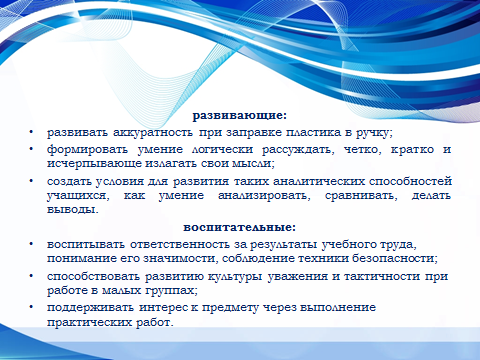 развивающие:
• развивать аккуратность при заправке пластика в ручку;
• формировать умение логически рассуждать, четко, кратко и
исчерпывающе излагать свои мысли;
• создать условия для развития таких аналитических способностей
учащихся, как умение анализировать, сравнивать, делать
выводы.
воспитательные:
• воспитывать ответственность за результаты учебного труда,
понимание его значимости, соблюдение техники безопасности;
• способствовать развитию культуры уважения и тактичности при
работе в малых группах;
• поддерживать интерес к предмету через выполнение
практических работ.